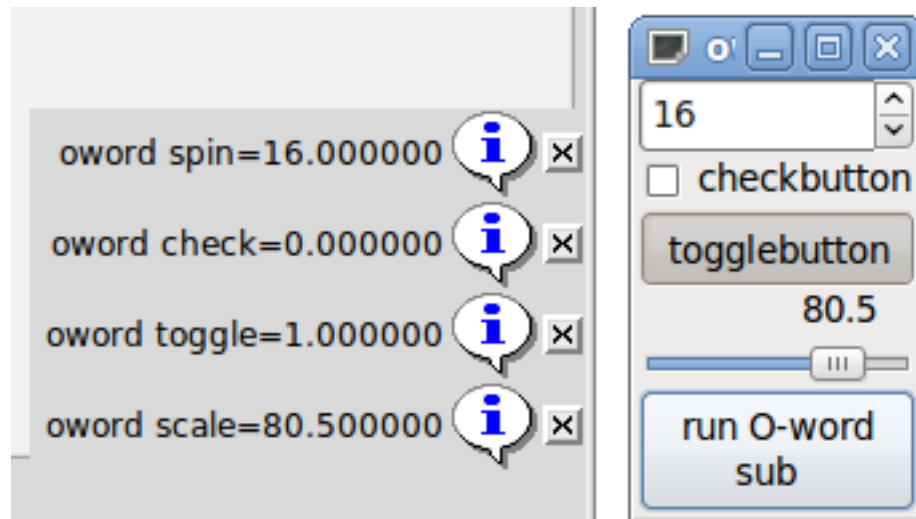 oword spin=16.000000
oword check=0.000000
oword toggle=1.000000
oword scale=80.500000
16
checkbutton
togglebutton
80.5
run O-word
sub